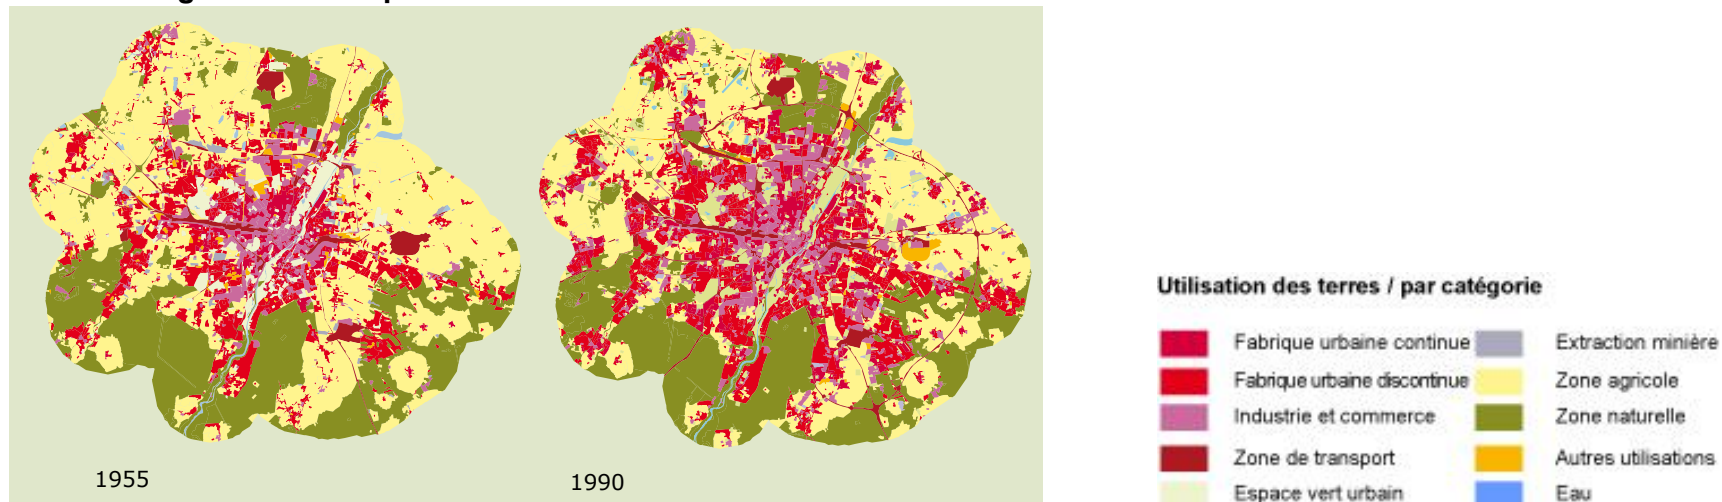 1955
1990
Utilisation des terres / par catégorie
Fabrique urbaine continue
Extraction minière
Fabrique urbaine discontinue
Zone agricole
Industrie et commerce
Zone naturelle
Zone de transport
Autres utilisations
Espace vert urbain
Eau